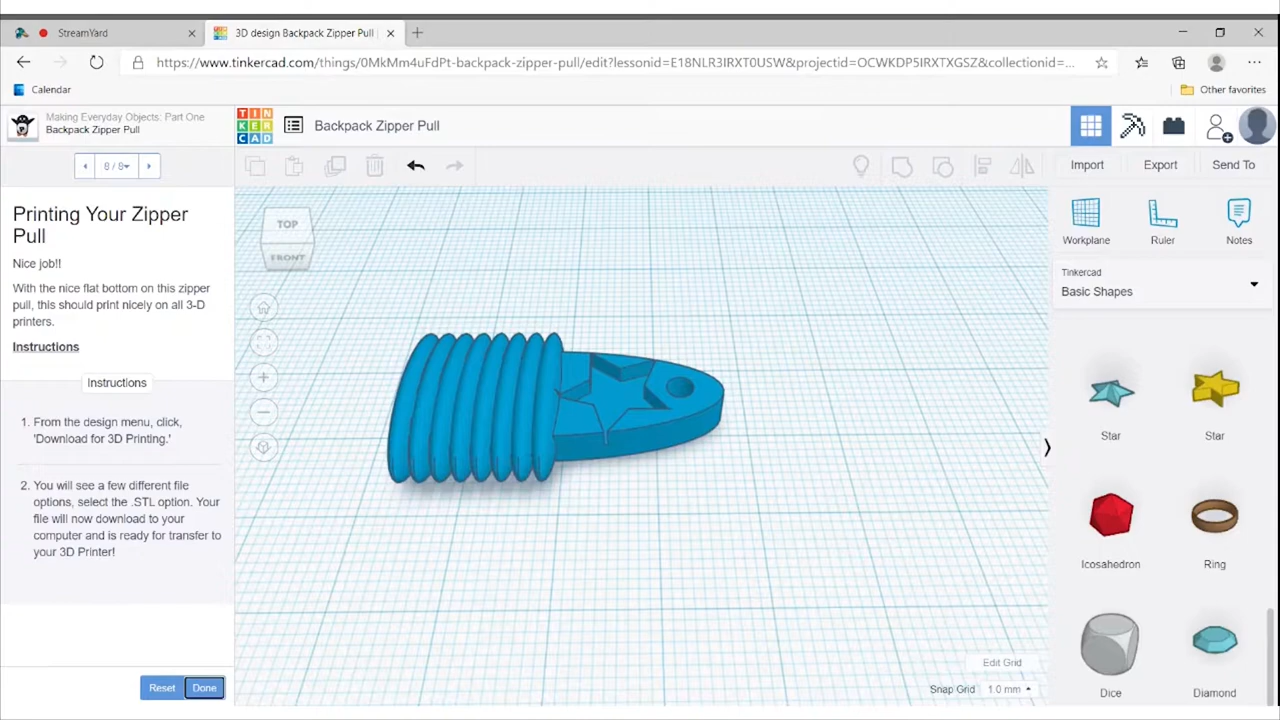 StreamYard
3D design Backpack Zipper Pull
https://www.tinkercad.com/things/0MkMm4uFdPt-backpack-zipper-pull/edit?lessonid=E18NLR3IRXT0USW&projectid=OCWKDP5IRXTXGSZ&collectionid=...
Calendar
Other favorites
Making Everyday Objects: Part One
Backpack Zipper Pull
TIN
KER
CAD
Backpack Zipper Pull
8 / 8
Import
Export
Send To
Printing Your Zipper
Pull
Nice job!!
With the nice flat bottom on this zipper
pull, this should print nicely on all 3-D
printers.
Instructions
Instructions
1. From the design menu, click,
'Download for 3D Printing.'
2. You will see a few different file
options, select the .STL option. Your
file will now download to your
computer and is ready for transfer to
your 3D Printer!
Reset
Done
TOP
FRONT
Workplane
Ruler
Notes
Tinkercad
Basic Shapes
Star
Star
Icosahedron
Ring
Dice
Diamond
Edit Grid
Snap Grid
1.0 mm